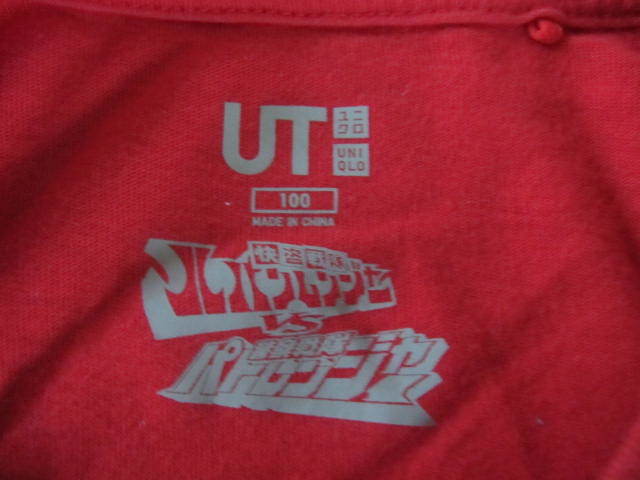 UT
ユニ
クロ
UNI
QLO
100
MADE IN CHINA
快盗戦隊
ルパンレンジャー
VS
警察戦隊
パトレンジャー